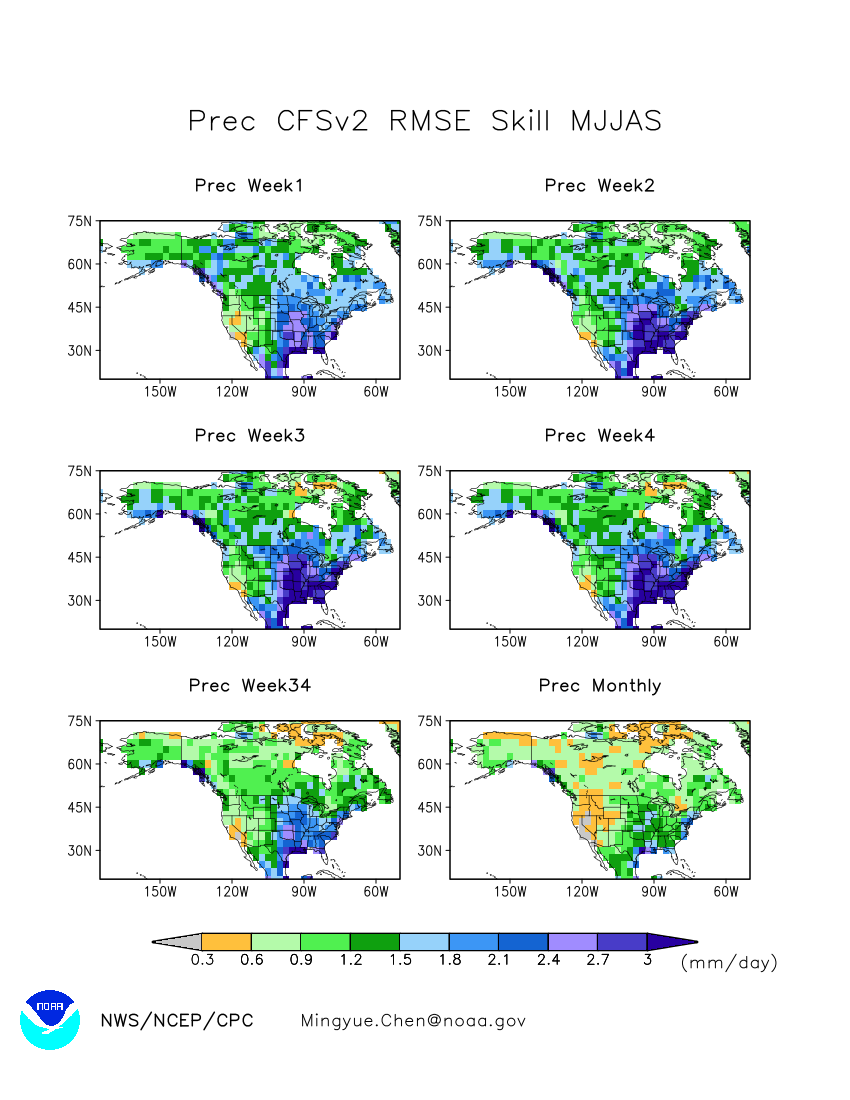 Prec CFSv2 RMSE Skill MJJAS
Prec Week1 Prec Week2
75N 75N
60N 60N
45N 45N
30N 30N
150W 120W 90W 60W 150W 120W 90W 60W
Prec Week3 Prec Week4
75N 75N
60N 60N
45N 45N
30N 30N
150W 120W 90W 60W 150W 120W 90W 60W
Prec Week34 Prec Monthly
75N 75N
60N 60N
45N 45N
30N 30N
150W 120W 90W 60W 150W 120W 90W 60W
0.3 0.6 0.9 1.2 1.5 1.8 2.1 2.4 2.7 3 (mm/day)
NOAA
NWS/NCEP/CPC Mingyue.Chen@noaa.gov